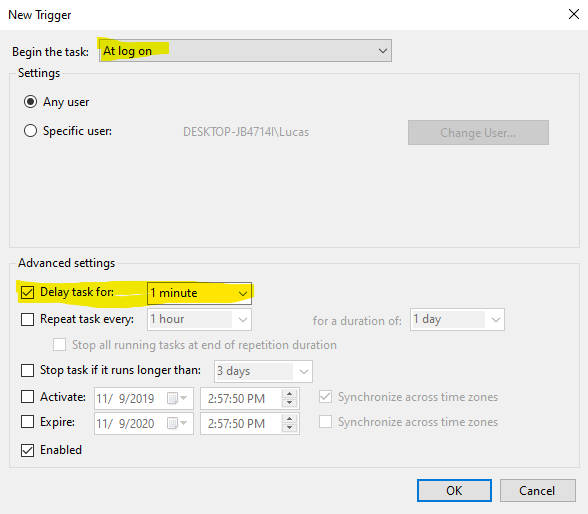 New Trigger
Begin the task: At log on
Settings
Any user
Specific user: DESKTOP-JB4714I\Lucas Change User...
Advanced settings
Delay task for: 1 minute
Repeat task every: 1 hour for a duration of: 1 day
Stop all running tasks at end of repetition duration
Stop task if it runs longer than: 3 days
Activate: 11/ 9/2019 2:57:50 PM Synchronize across time zones
Expire: 11/ 9/2020 2:57:50 PM Synchronize across time zones
Enabled
OK Cancel